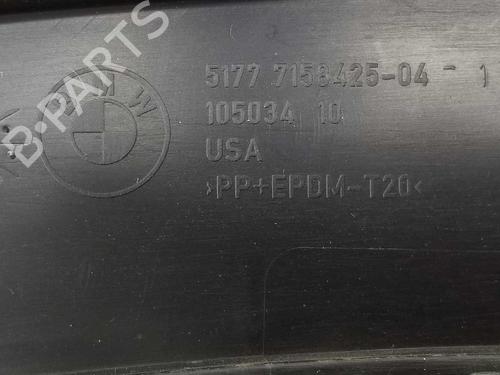 5177 7158425-04 - 1
105034 10
USA
>PP+EPDM-T20<
BMW
B-PARTS